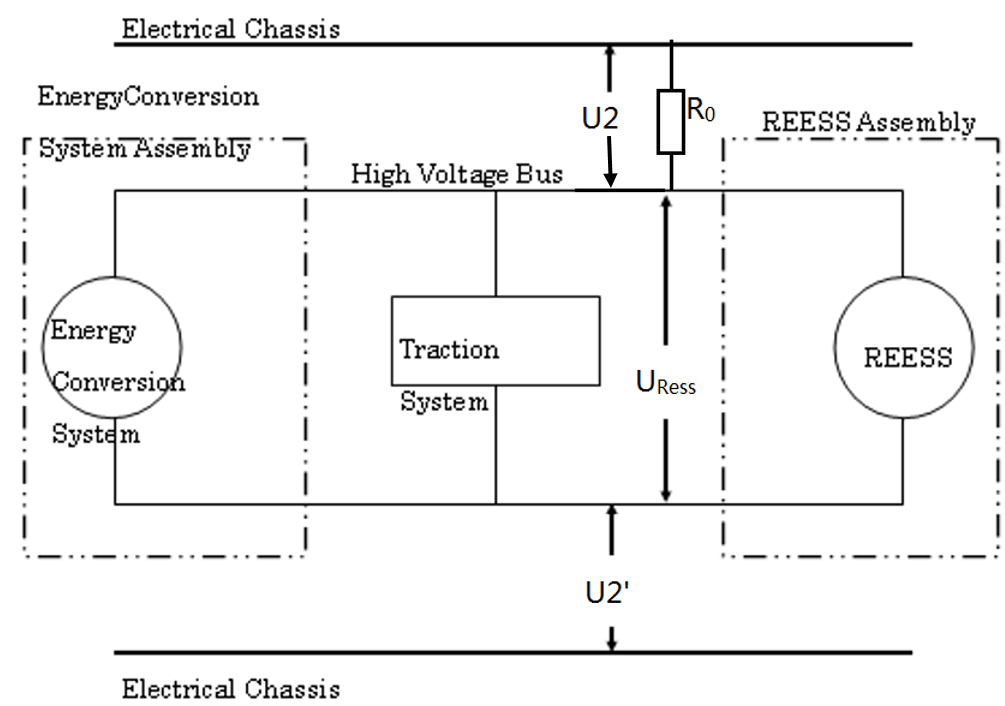 Electrical Chassis
EnergyConversion
System Assembly
U2
R₀
REESS Assembly
High Voltage Bus
Energy
Conversion
System
Traction
System
U_Ress
REESS
U2'
Electrical Chassis